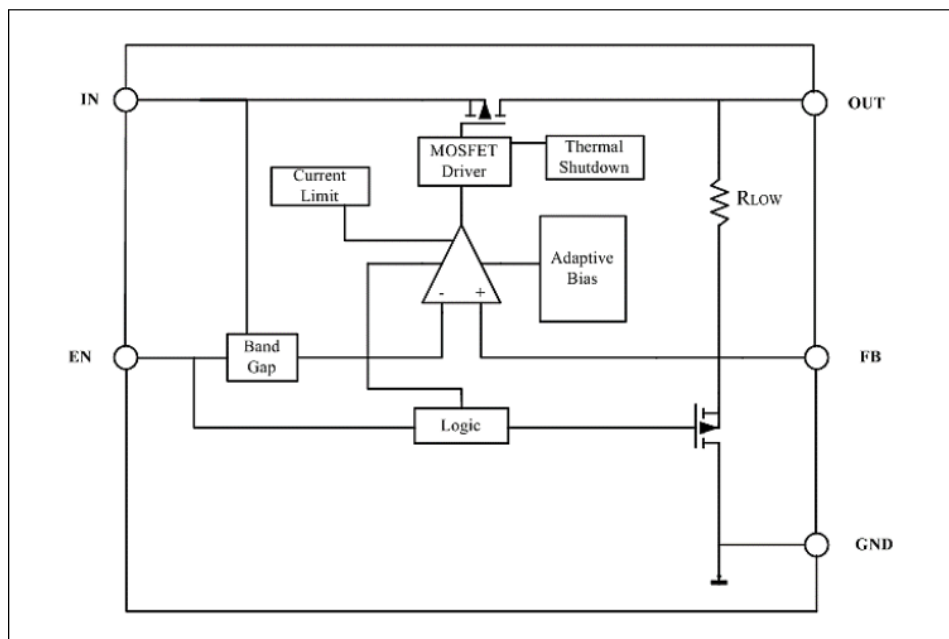 IN
OUT
MOSFET
Driver
Thermal
Shutdown
Current
Limit
RLOW
Adaptive
Bias
- +
EN
Band
Gap
FB
Logic
GND